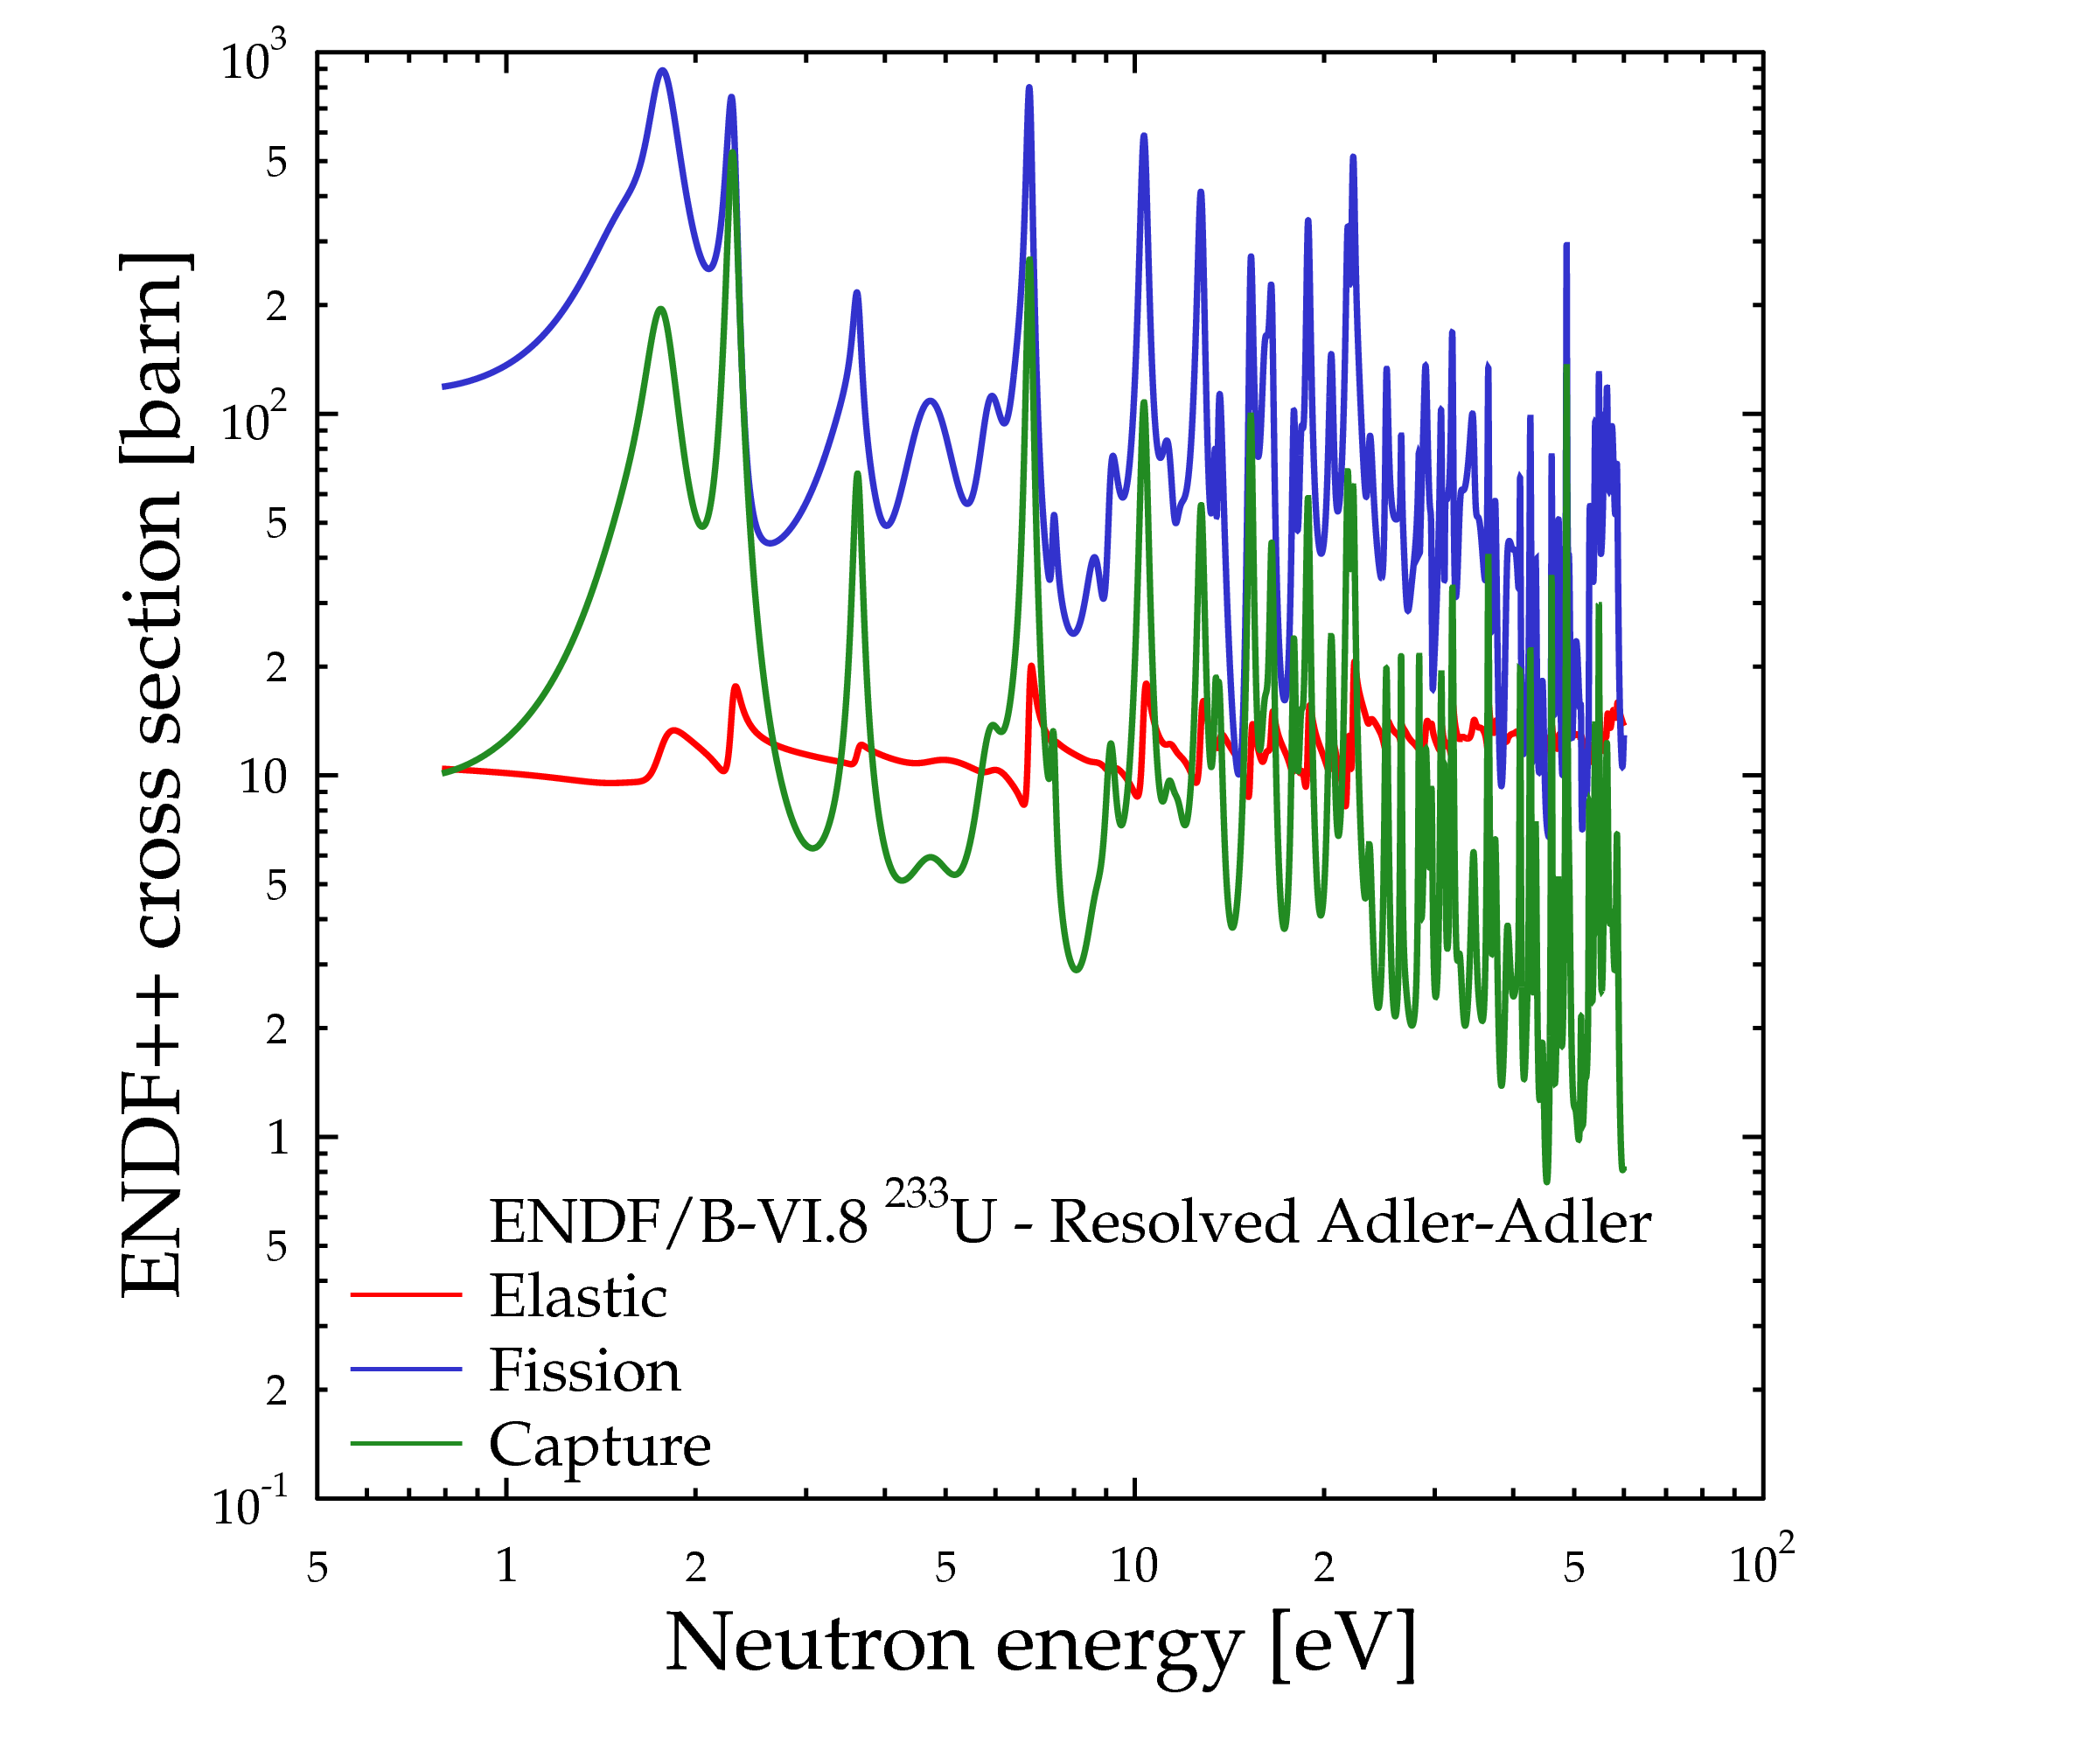 10^3
5
2
10^2
5
2
10
5
2
1
5
2
10^-1
ENDF++ cross section [barn]
ENDF/B-VI.8 ^233U - Resolved Adler-Adler
Elastic
Fission
Capture
5 1 2 5 10 2 5 10^2
Neutron energy [eV]